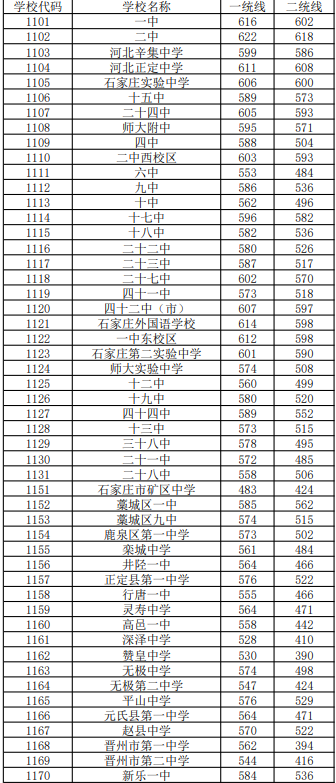 学校代码 学校名称 一统线 二统线
1101 一中 616 602
1102 二中 622 618
1103 河北辛集中学 599 586
1104 河北正定中学 611 608
1105 石家庄实验中学 606 600
1106 十五中 589 573
1107 二十四中 605 593
1108 师大附中 595 571
1109 四中 588 504
1110 二中西校区 603 593
1111 六中 553 484
1112 九中 586 536
1113 十中 562 496
1114 十七中 596 582
1115 十八中 582 536
1116 二十二中 580 526
1117 二十三中 587 517
1118 二十七中 602 570
1119 四十一中 573 518
1120 四十二中（市） 607 597
1121 石家庄外国语学校 614 598
1122 一中东校区 612 598
1123 石家庄第二实验中学 601 590
1124 师大实验中学 574 508
1125 十二中 560 499
1126 十九中 580 520
1127 四十四中 589 552
1128 十三中 573 515
1129 三十八中 578 495
1130 二十一中 572 485
1131 二十八中 558 506
1151 石家庄市矿区中学 483 424
1152 藁城区一中 585 562
1153 藁城区九中 574 515
1154 鹿泉区第一中学 573 502
1155 栾城中学 561 484
1156 井陉一中 564 466
1157 正定县第一中学 576 522
1158 行唐一中 555 466
1159 灵寿中学 564 471
1160 高邑一中 558 442
1161 深泽中学 528 410
1162 赞皇中学 530 390
1163 无极中学 574 498
1164 无极第二中学 547 424
1165 平山中学 576 529
1166 元氏县第一中学 564 471
1167 赵县中学 570 522
1168 晋州市第一中学 562 394
1169 晋州市第二中学 544 416
1170 新乐一中 584 536